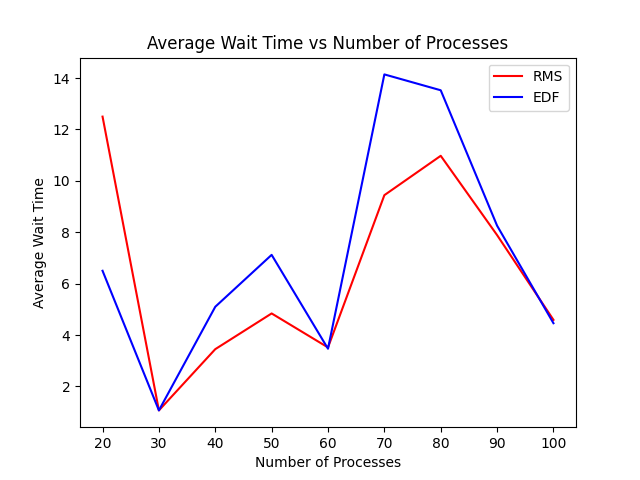 Average Wait Time vs Number of Processes
RMS
EDF
14
12
10
8
6
4
2
Average Wait Time
20 30 40 50 60 70 80 90 100
Number of Processes